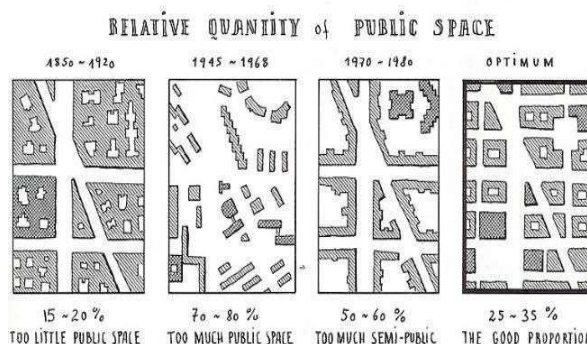 RELATIVE QUANTITY of PUBLIC SPACE
1850~1920 1945~1968 1970~1980 OPTIMUM
15~20% 70~80% 50~60% 25~35%
TOO LITTLE PUBLIC SPACE TOO MUCH PUBLIC SPACE TOO MUCH SEMI-PUBLIC THE GOOD PROPORTION